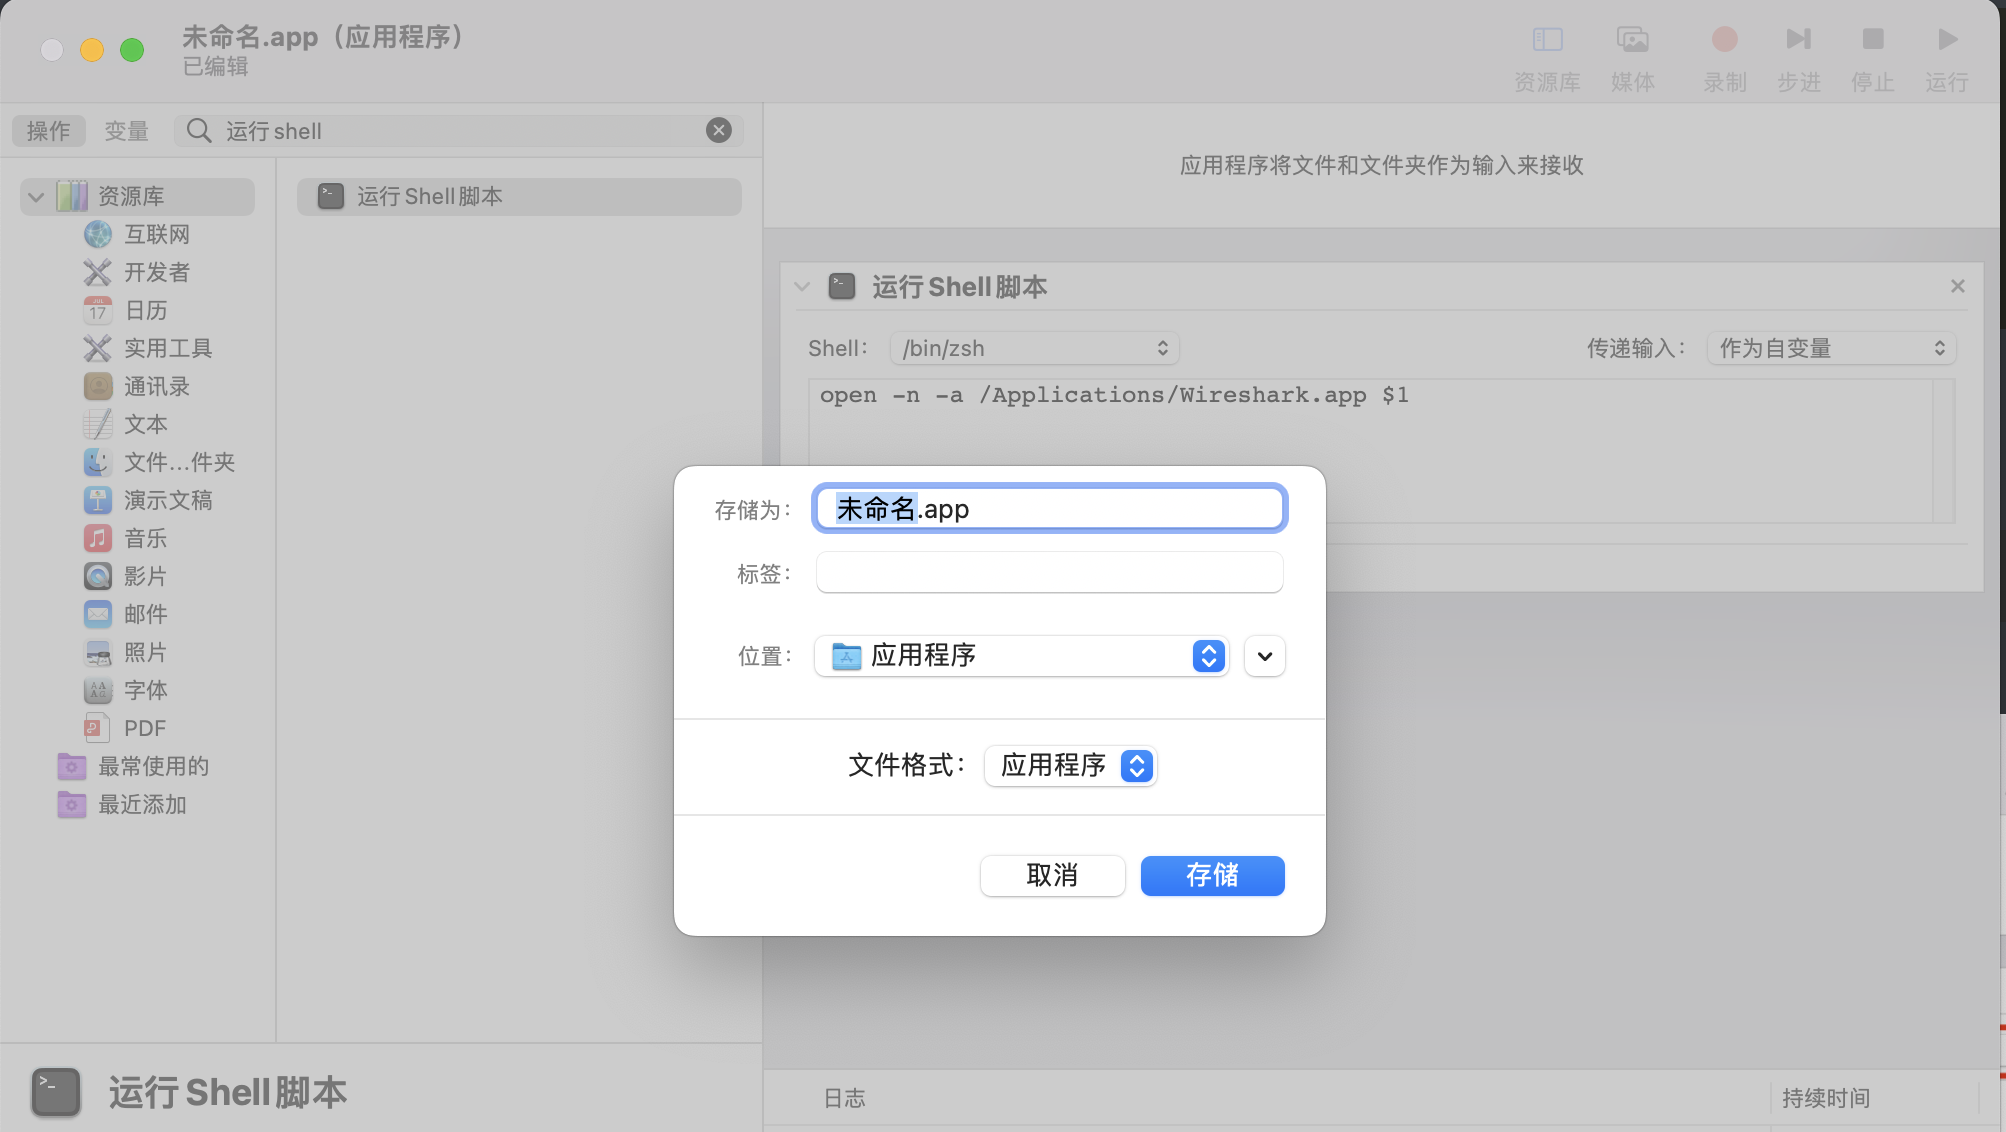 未命名.app（应用程序）
已编辑
资源库
媒体
录制
步进
停止
运行
操作
变量
运行 shell
应用程序将文件和文件夹作为输入来接收
资源库
互联网
开发者
JUL
17
日历
实用工具
通讯录
文本
文件...件夹
演示文稿
音乐
影片
邮件
照片
字体
PDF
最常使用的
最近添加
运行 Shell 脚本
运行 Shell 脚本
Shell：
/bin/zsh
传递输入：
作为自变量
open -n -a /Applications/Wireshark.app $1
存储为：
未命名.app
标签：
位置：
应用程序
文件格式：
应用程序
取消
存储
运行 Shell 脚本
日志
持续时间